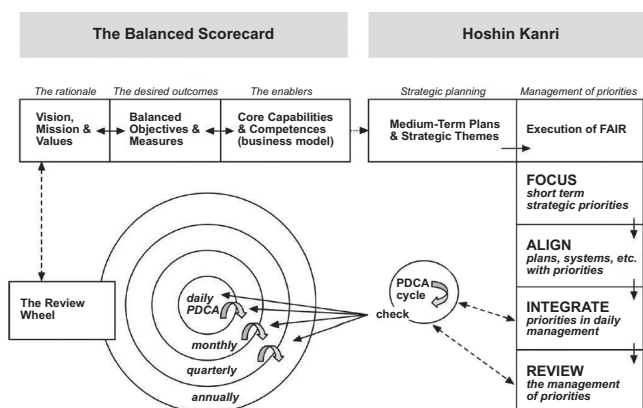 The Balanced Scorecard
Hoshin Kanri
The rationale
The desired outcomes
The enablers
Strategic planning
Management of priorities
Vision,
Mission &
Values
Balanced
Objectives &
Measures
Core Capabilities
& Competences
(business model)
Medium-Term Plans
& Strategic Themes
Execution of FAIR
FOCUS
short term
strategic priorities
ALIGN
plans, systems, etc.
with priorities
INTEGRATE
priorities in daily
management
REVIEW
the management
of priorities
The Review
Wheel
daily
PDCA
monthly
quarterly
annually
PDCA
cycle
check